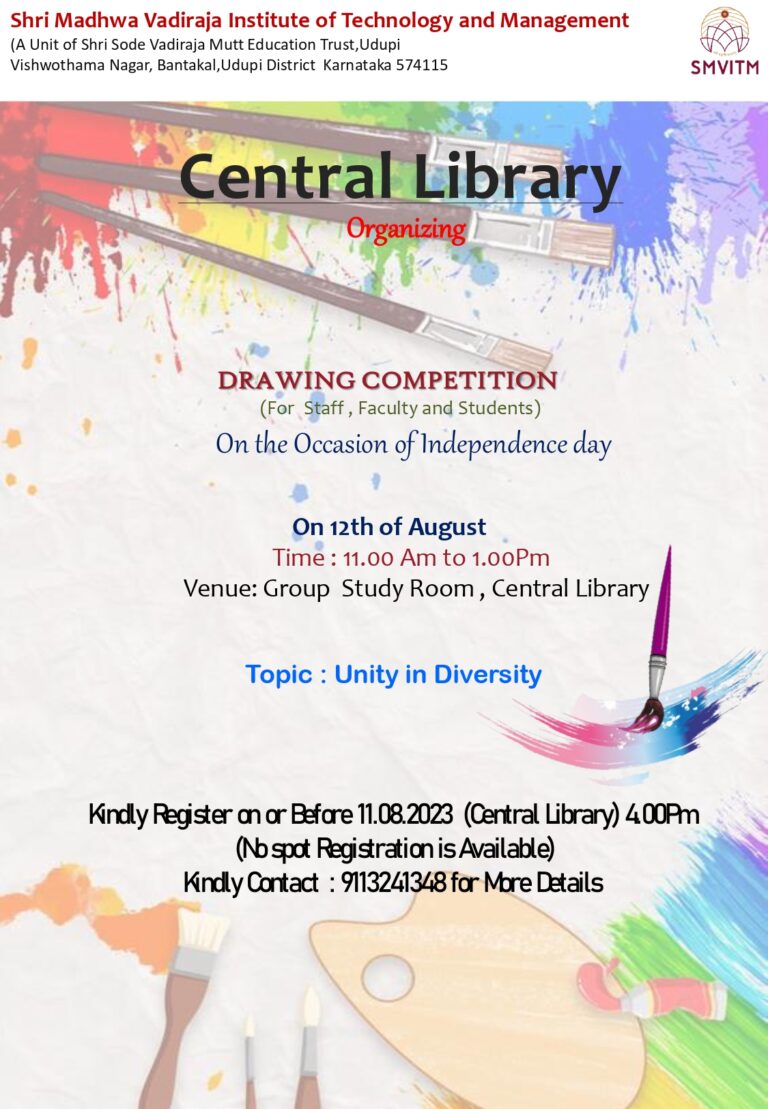 Shri Madhwa Vadiraja Institute of Technology and Management
(A Unit of Shri Sode Vadiraja Mutt Education Trust,Udupi
Vishwothama Nagar, Bantakal,Udupi District Karnataka 574115
SMVITM
Central Library
Organizing
DRAWING COMPETITION
(For Staff , Faculty and Students)
On the Occasion of Independence day
On 12th of August
Time : 11.00 Am to 1.00Pm
Venue: Group Study Room , Central Library
Topic : Unity in Diversity
Kindly Register on or Before 11.08.2023 (Central Library) 4.00Pm
(No spot Registration is Available)
Kindly Contact : 9113241348 for More Details